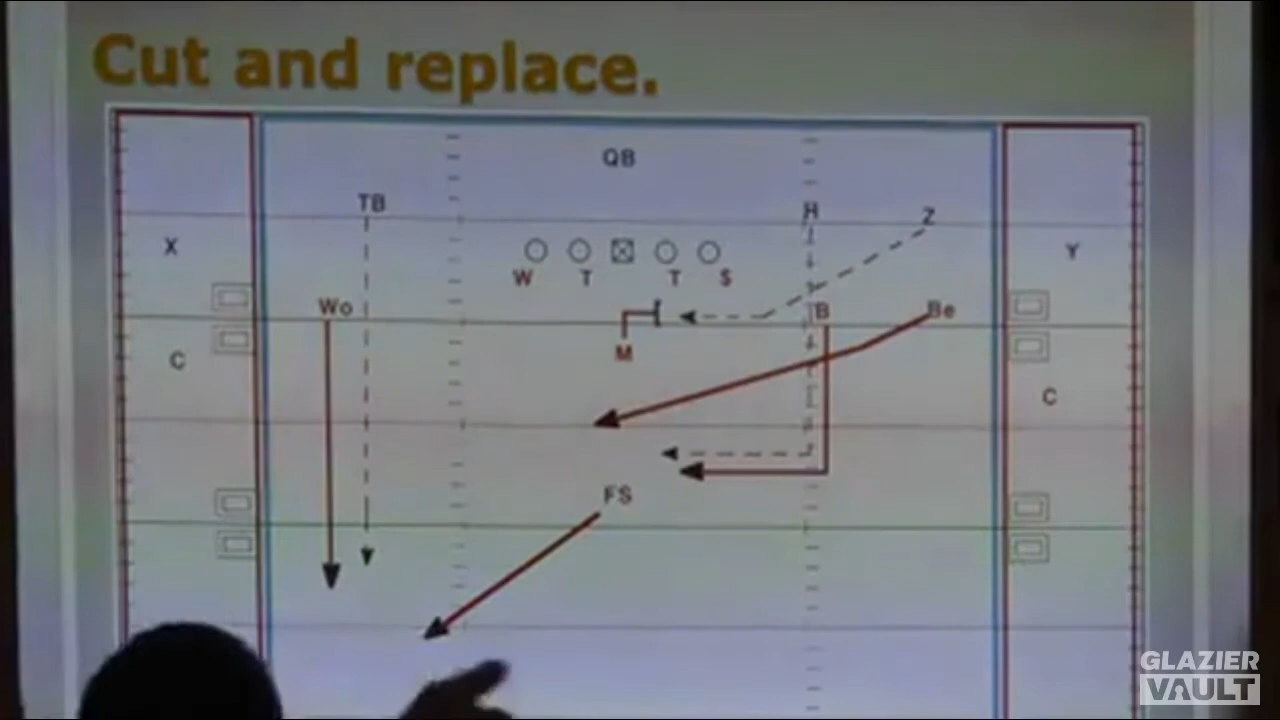 Cut and replace.
QB
TB H Z
X Y
W T T S
Wo B Be
M
C
C
FS
GLAZIER
VAULT